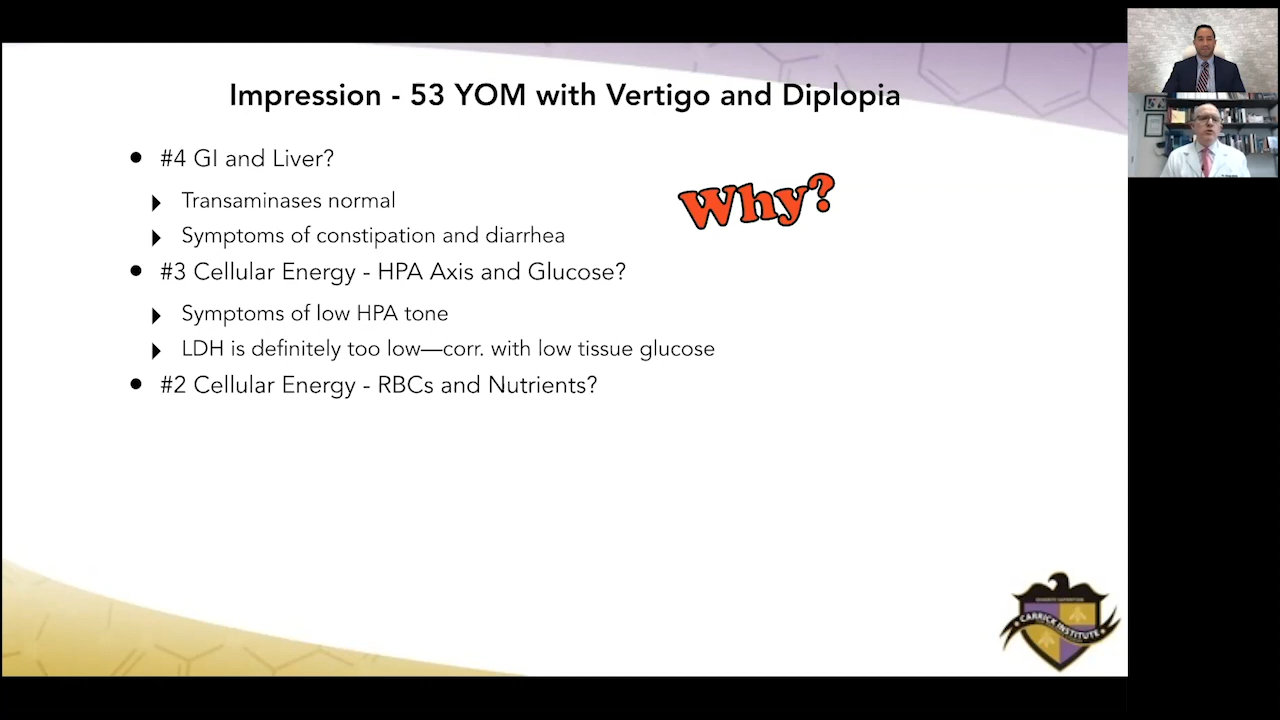 Impression - 53 YOM with Vertigo and Diplopia
#4 GI and Liver?
Transaminases normal
Symptoms of constipation and diarrhea
Why?
#3 Cellular Energy - HPA Axis and Glucose?
Symptoms of low HPA tone
LDH is definitely too low—corr. with low tissue glucose
#2 Cellular Energy - RBCs and Nutrients?
CARRICK INSTITUTE